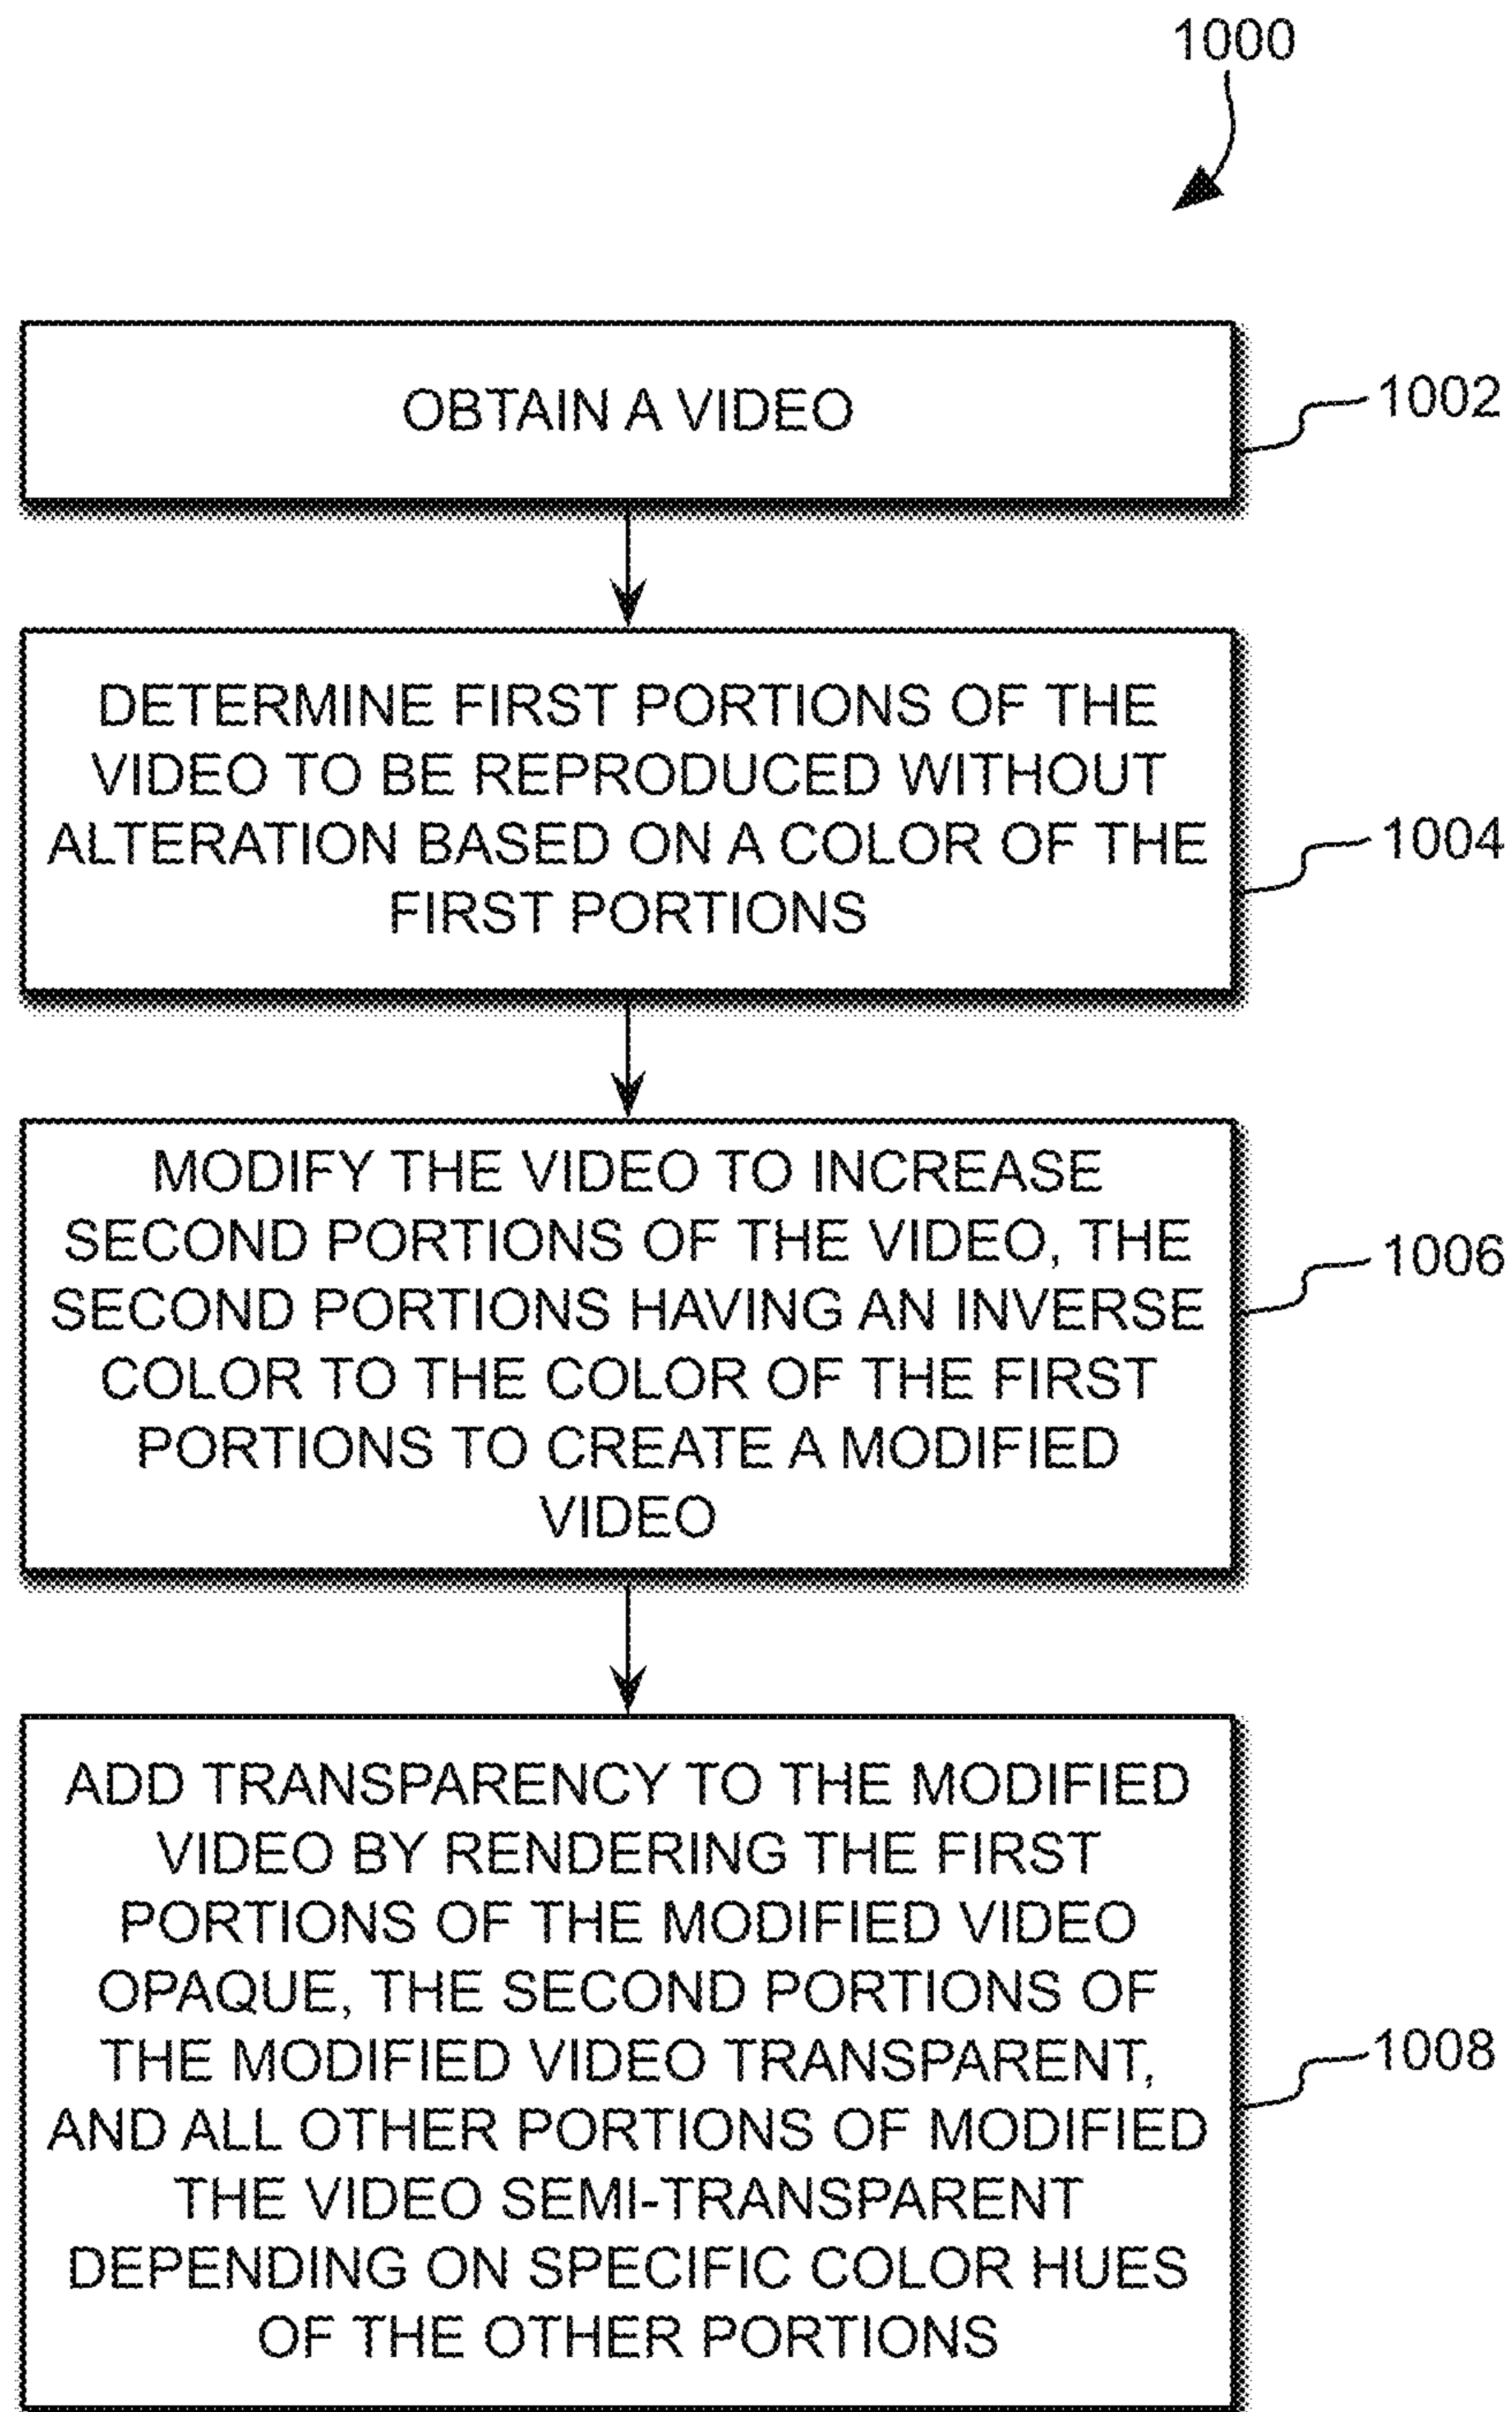 1000
OBTAIN A VIDEO
1002
DETERMINE FIRST PORTIONS OF THE
VIDEO TO BE REPRODUCED WITHOUT
ALTERATION BASED ON A COLOR OF THE
FIRST PORTIONS
1004
MODIFY THE VIDEO TO INCREASE
SECOND PORTIONS OF THE VIDEO, THE
SECOND PORTIONS HAVING AN INVERSE
COLOR TO THE COLOR OF THE FIRST
PORTIONS TO CREATE A MODIFIED
VIDEO
1006
ADD TRANSPARENCY TO THE MODIFIED
VIDEO BY RENDERING THE FIRST
PORTIONS OF THE MODIFIED VIDEO
OPAQUE, THE SECOND PORTIONS OF
THE MODIFIED VIDEO TRANSPARENT,
AND ALL OTHER PORTIONS OF MODIFIED
THE VIDEO SEMI-TRANSPARENT
DEPENDING ON SPECIFIC COLOR HUES
OF THE OTHER PORTIONS
1008